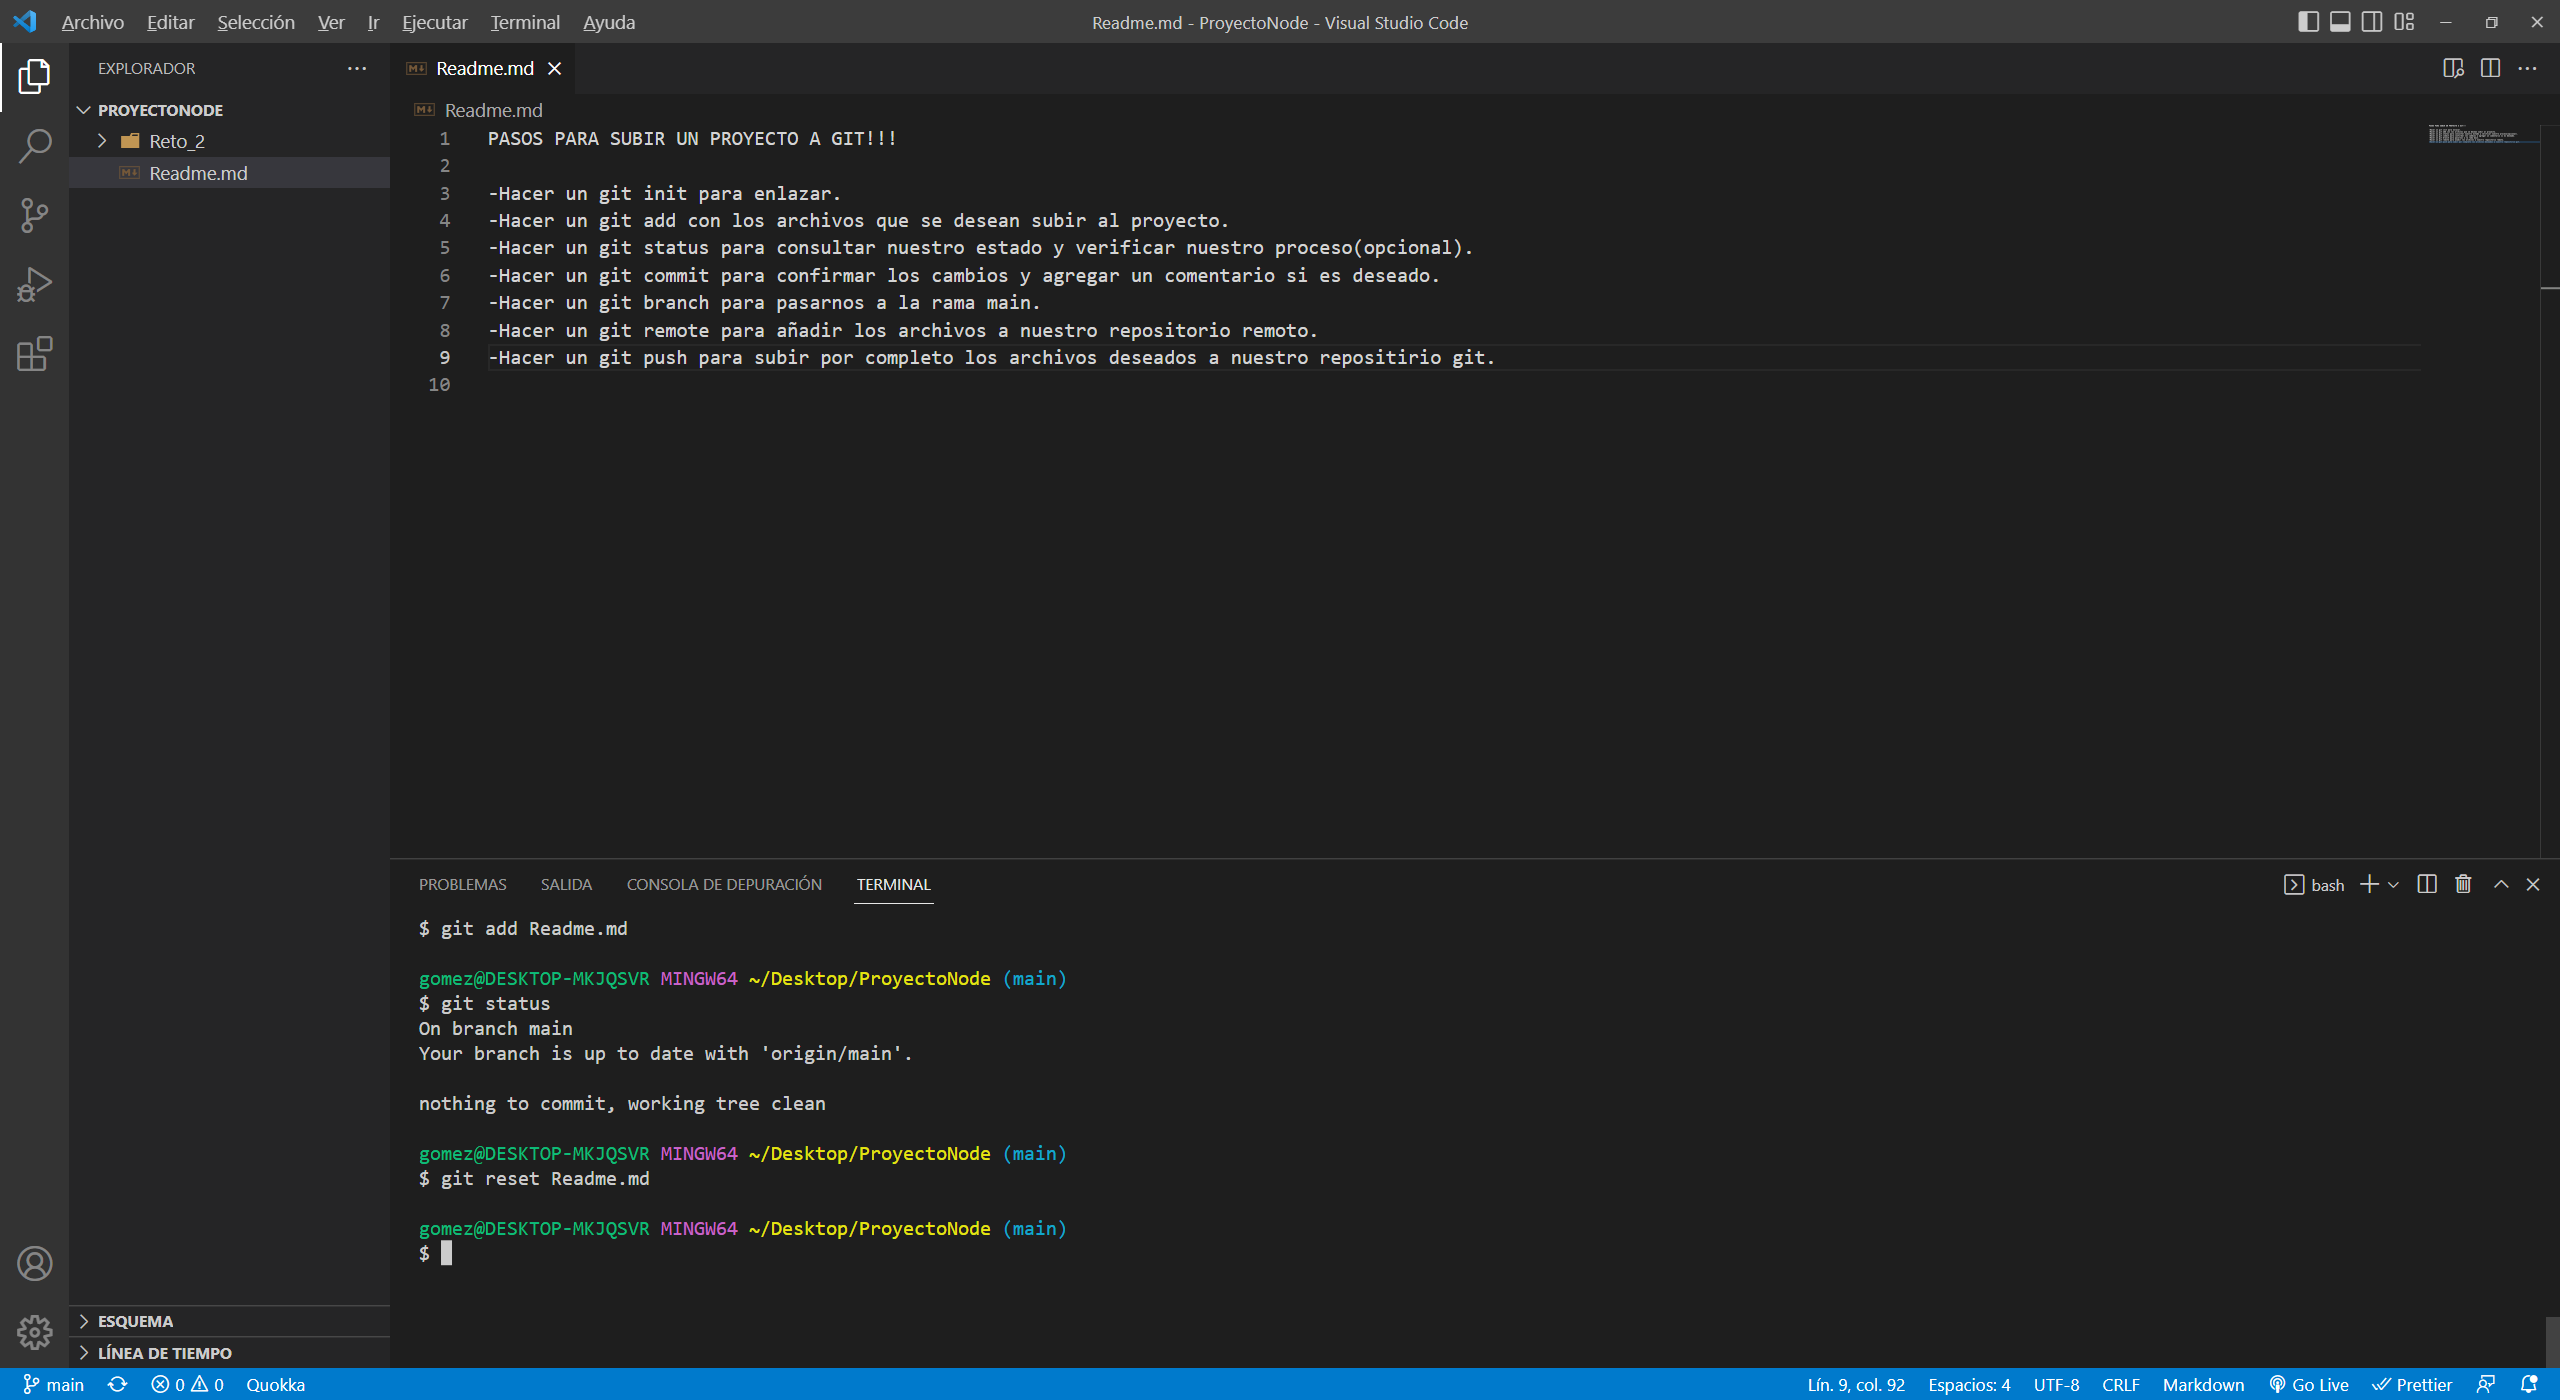 Archivo Editar Selección Ver Ir Ejecutar Terminal Ayuda
Readme.md - ProyectoNode - Visual Studio Code
EXPLORADOR
PROYECTONODE
Reto_2
Readme.md
Readme.md
Readme.md
1 PASOS PARA SUBIR UN PROYECTO A GIT!!!
2
3 -Hacer un git init para enlazar.
4 -Hacer un git add con los archivos que se desean subir al proyecto.
5 -Hacer un git status para consultar nuestro estado y verificar nuestro proceso(opcional).
6 -Hacer un git commit para confirmar los cambios y agregar un comentario si es deseado.
7 -Hacer un git branch para pasarnos a la rama main.
8 -Hacer un git remote para añadir los archivos a nuestro repositorio remoto.
9 -Hacer un git push para subir por completo los archivos deseados a nuestro repositirio git.
10
PROBLEMAS SALIDA CONSOLA DE DEPURACIÓN TERMINAL
bash
$ git add Readme.md
gomez@DESKTOP-MKJQSVR MINGW64 ~/Desktop/ProyectoNode (main)
$ git status
On branch main
Your branch is up to date with 'origin/main'.
nothing to commit, working tree clean
gomez@DESKTOP-MKJQSVR MINGW64 ~/Desktop/ProyectoNode (main)
$ git reset Readme.md
gomez@DESKTOP-MKJQSVR MINGW64 ~/Desktop/ProyectoNode (main)
$
ESQUEMA
LÍNEA DE TIEMPO
main 0 0 Quokka
Lín. 9, col. 92 Espacios: 4 UTF-8 CRLF Markdown Go Live Prettier